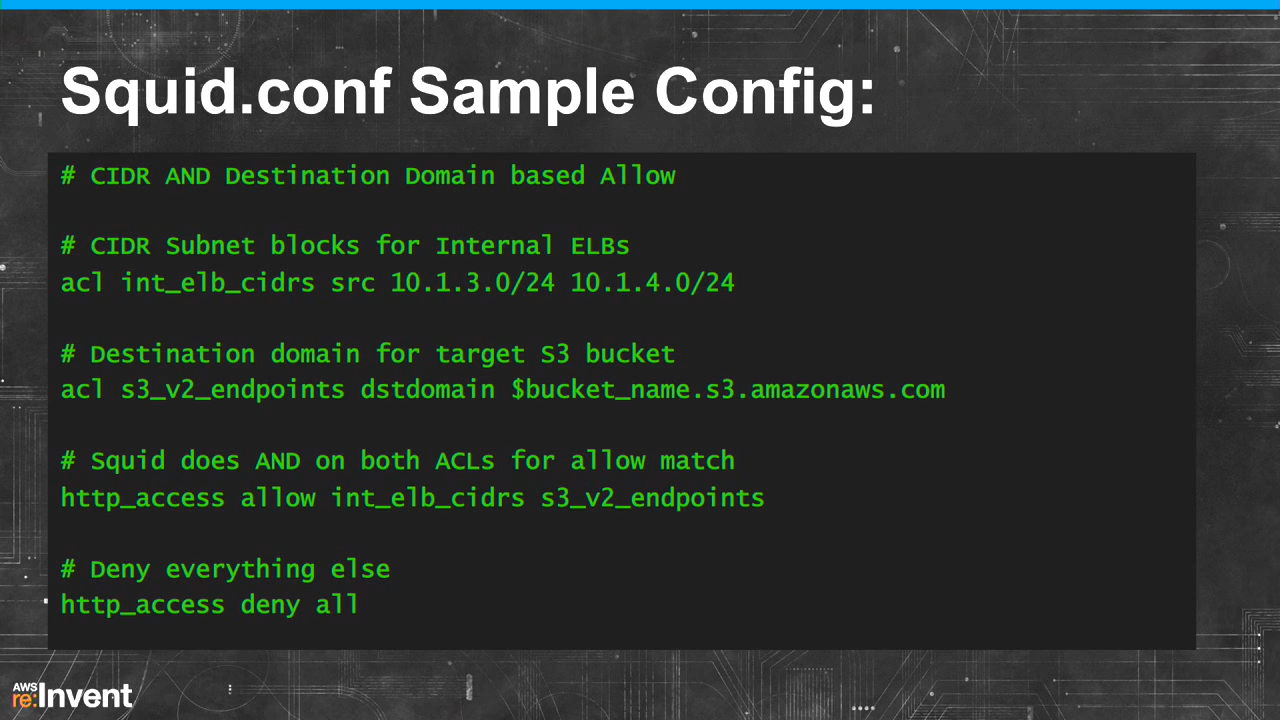 Squid.conf Sample Config:
# CIDR AND Destination Domain based Allow
# CIDR Subnet blocks for Internal ELBs
acl int_elb_cidrs src 10.1.3.0/24 10.1.4.0/24
# Destination domain for target S3 bucket
acl s3_v2_endpoints dstdomain $bucket_name.s3.amazonaws.com
# Squid does AND on both ACLs for allow match
http_access allow int_elb_cidrs s3_v2_endpoints
# Deny everything else
http_access deny all
AWS
re:Invent